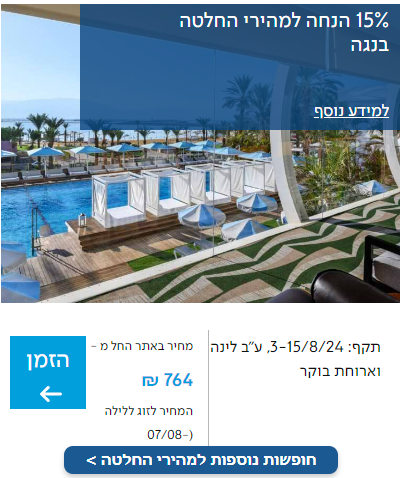 15% הנחה למהירי החלטה
בנגה
למידע נוסף
תקף: 3-15/8/24, ע״ב לינה
וארוחת בוקר
מחיר באתר החל מ -
764 ₪
המחיר לזוג ללילה
(-07/08
הזמן
חופשות נוספות למהירי החלטה >